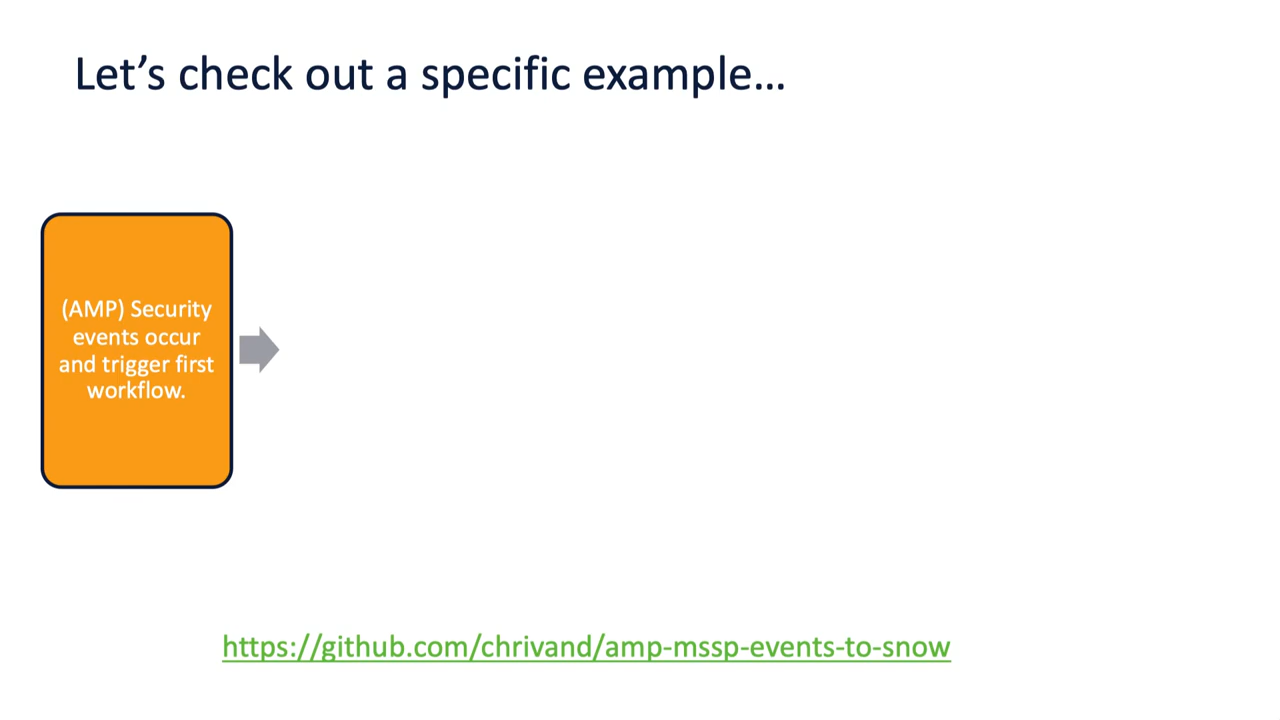 Let’s check out a specific example…
(AMP) Security
events occur
and trigger first
workflow.
https://github.com/chrivand/amp-mssp-events-to-snow